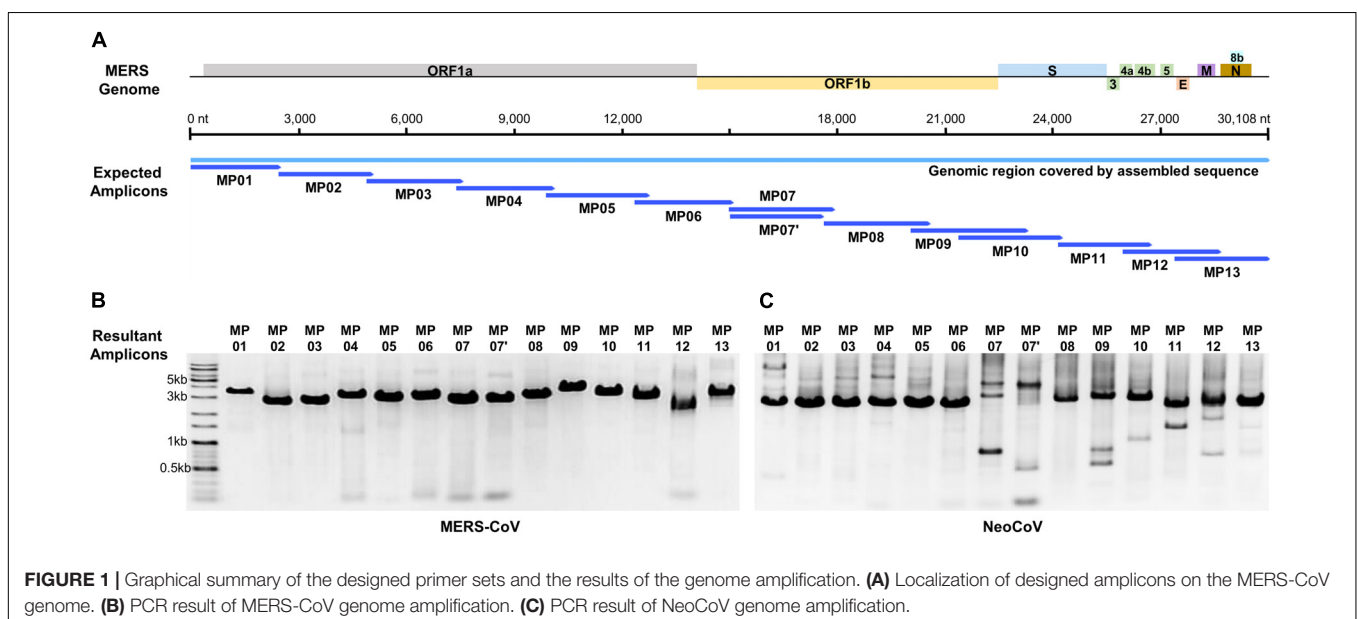 A
MERS
Genome
ORF1a
ORF1b
S
3
4a
4b
5
E
M
8b
N
0 nt
3,000
6,000
9,000
12,000
18,000
21,000
24,000
27,000
30,108 nt
Expected
Amplicons
Genomic region covered by assembled sequence
MP01
MP02
MP03
MP04
MP05
MP06
MP07
MP07'
MP08
MP09
MP10
MP11
MP12
MP13
B
Resultant
Amplicons
MP MP MP MP MP MP MP MP MP MP MP MP MP MP
01 02 03 04 05 06 07 07' 08 09 10 11 12 13
5kb
3kb
1kb
0.5kb
MERS-CoV
C
MP MP MP MP MP MP MP MP MP MP MP MP MP MP
01 02 03 04 05 06 07 07' 08 09 10 11 12 13
NeoCoV
FIGURE 1 | Graphical summary of the designed primer sets and the results of the genome amplification. (A) Localization of designed amplicons on the MERS-CoV
genome. (B) PCR result of MERS-CoV genome amplification. (C) PCR result of NeoCoV genome amplification.